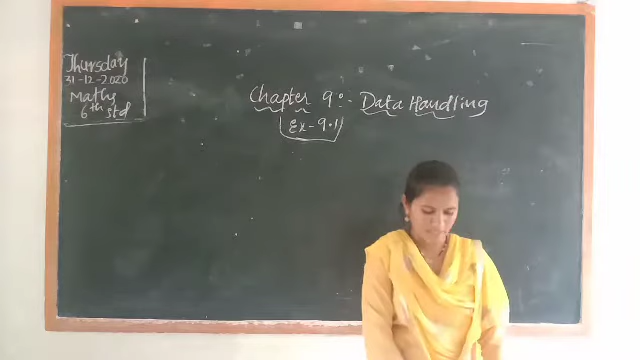 Thursday
31-12-2020
Maths
6th std
Chapter 9:- Data Handling
Ex-9.1